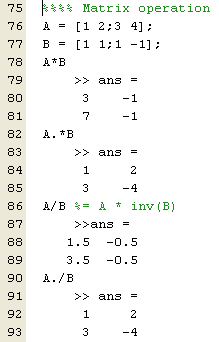 75 %%%% Matrix operation
76 A = [1 2;3 4];
77 B = [1 1;1 -1];
78 A*B
79 >> ans =
80 3 -1
81 7 -1
82 A.*B
83 >> ans =
84 1 2
85 3 -4
86 A/B %= A * inv(B)
87 >>ans =
88 1.5 -0.5
89 3.5 -0.5
90 A./B
91 >> ans =
92 1 2
93 3 -4